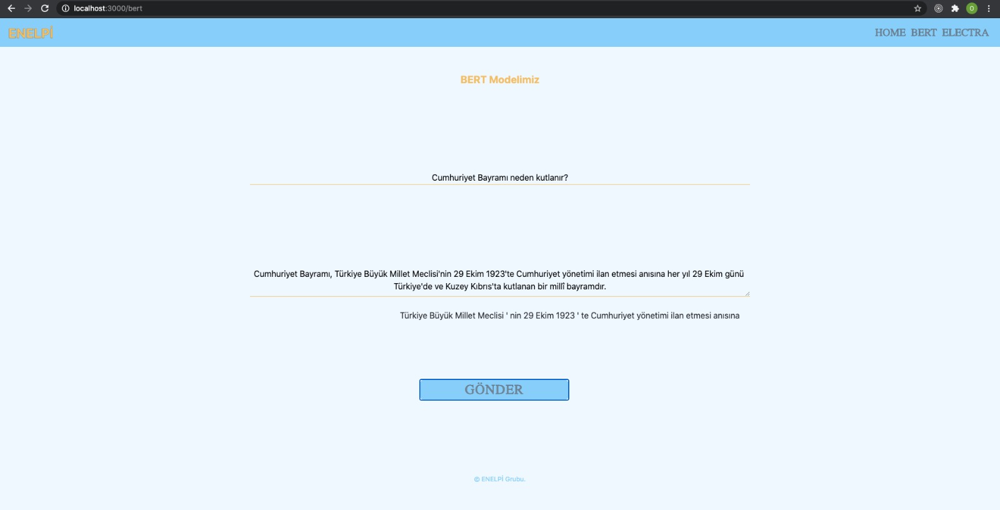 localhost:3000/bert
O
ENELPİ
HOME BERT ELECTRA
BERT Modelimiz
Cumhuriyet Bayramı neden kutlanır?
Cumhuriyet Bayramı, Türkiye Büyük Millet Meclisi'nin 29 Ekim 1923'te Cumhuriyet yönetimi ilan etmesi anısına her yıl 29 Ekim günü
Türkiye'de ve Kuzey Kıbrıs'ta kutlanan bir millî bayramdır.
Türkiye Büyük Millet Meclisi ' nin 29 Ekim 1923 ' te Cumhuriyet yönetimi ilan etmesi anısına
GÖNDER
© ENELPİ Grubu.